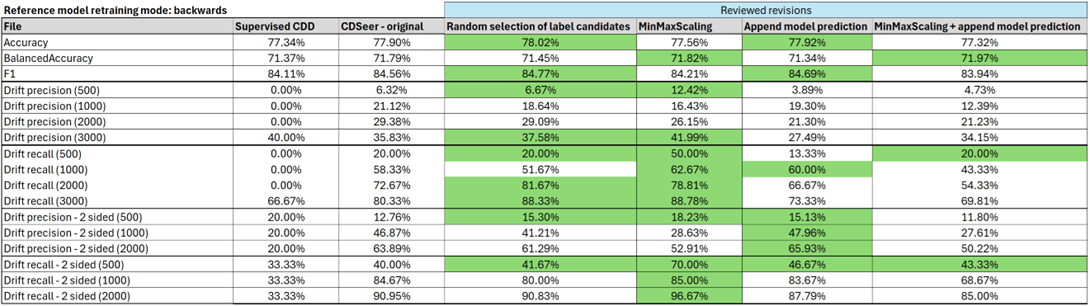 Reference model retraining mode: backwards Reviewed revisions
File Supervised CDD CDSeer - original Random selection of label candidates MinMaxScaling Append model prediction MinMaxScaling + append model prediction
Accuracy 77.34% 77.90% 78.02% 77.56% 77.92% 77.32%
BalancedAccuracy 71.37% 71.79% 71.45% 71.82% 71.34% 71.97%
F1 84.11% 84.56% 84.77% 84.21% 84.69% 83.94%
Drift precision (500) 0.00% 6.32% 6.67% 12.42% 3.89% 4.73%
Drift precision (1000) 0.00% 21.12% 18.64% 16.43% 19.30% 12.39%
Drift precision (2000) 0.00% 29.38% 29.09% 26.15% 21.30% 21.23%
Drift precision (3000) 40.00% 35.83% 37.58% 41.99% 27.49% 34.15%
Drift recall (500) 0.00% 20.00% 20.00% 50.00% 13.33% 20.00%
Drift recall (1000) 0.00% 58.33% 51.67% 62.67% 60.00% 43.33%
Drift recall (2000) 0.00% 72.67% 81.67% 78.81% 66.67% 54.33%
Drift recall (3000) 66.67% 80.33% 88.33% 88.78% 73.33% 69.81%
Drift precision - 2 sided (500) 20.00% 12.76% 15.30% 18.23% 15.13% 11.80%
Drift precision - 2 sided (1000) 20.00% 46.87% 41.21% 28.63% 47.96% 27.61%
Drift precision - 2 sided (2000) 20.00% 63.89% 61.29% 52.91% 65.93% 50.22%
Drift recall - 2 sided (500) 33.33% 40.00% 41.67% 70.00% 46.67% 43.33%
Drift recall - 2 sided (1000) 33.33% 84.67% 80.00% 85.00% 83.67% 68.67%
Drift recall - 2 sided (2000) 33.33% 90.95% 90.83% 96.67% 87.79% 85.00%